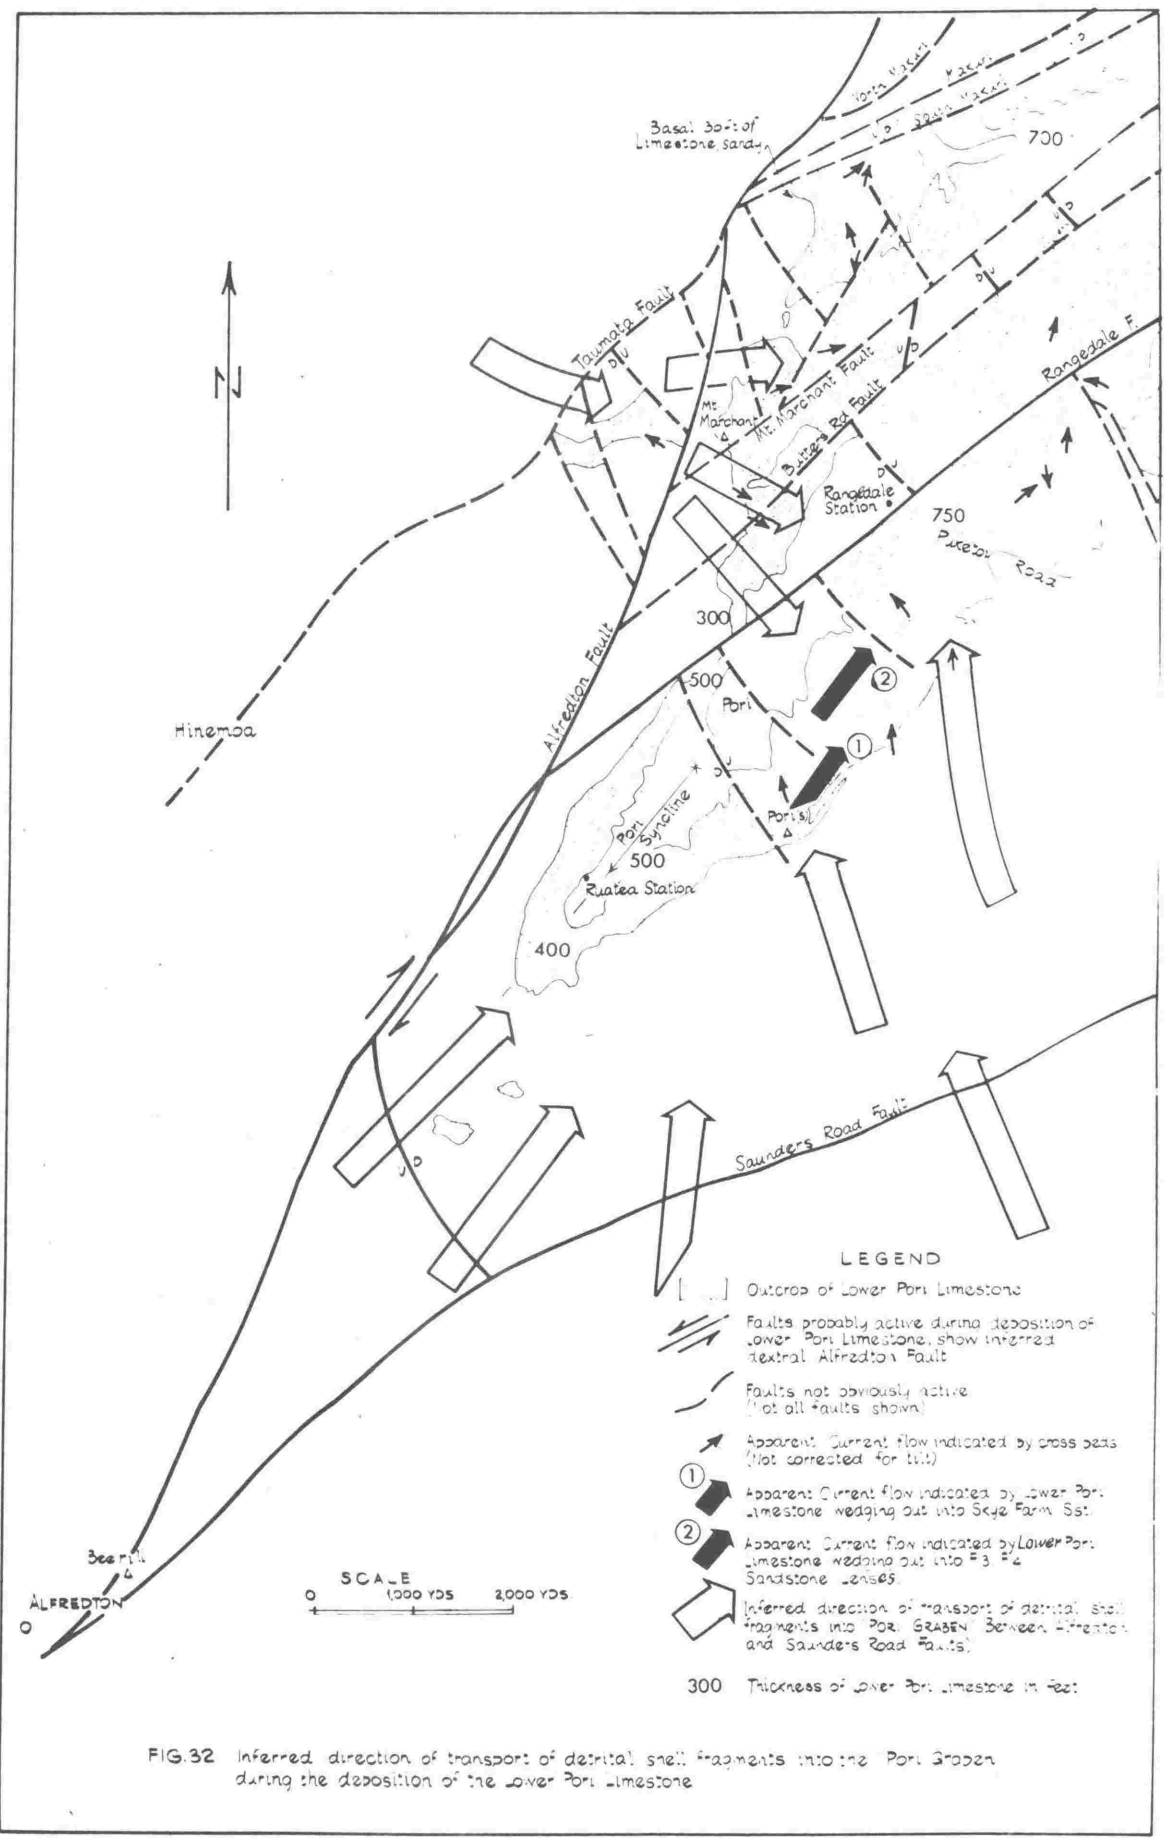 North Makuri
Makuri
South Makuri
U D
D
Basal 30ft of
Limestone, sandy
700
U
D
D U
N
Taumata Fault
D U
Mt.
Marchant
Mt. Marchant Fault
U D
Butters Rd Fault
Rangedale F.
D U
Rangedale
Station
750
Road
300
500
Pori
Alfredton Fault
Hinemoa
2
1
D U
Pori
Syncline
500
Ruatea Station
400
U D
Saunders Road Fault
LEGEND
Outcrop of Lower Pori Limestone
Faults probably active during deposition of
Lower Pori Limestone, show inferred
dextral Alfredton Fault
Faults not obviously active
(Not all faults shown)
Apparent Current flow indicated by cross beds
(Not corrected for tilt)
1
Apparent Current flow indicated by Lower Pori
Limestone wedging out into Skye Farm Sst.
2
Apparent Current flow indicated by Lower Pori
Limestone wedging out into
Sandstone Lenses.
Inferred direction of transport of detrital shell
fragments into 'PORI GRABEN' Between Alfredton
and Saunders Road Faults)
300 Thickness of Lower Pori Limestone in Feet
ALFREDTON
SCALE
0 1,000 YDS 2,000 YDS.
FIG.32 Inferred direction of transport of detrital shell fragments into the 'Pori Graben
during the deposition of the Lower Pori Limestone